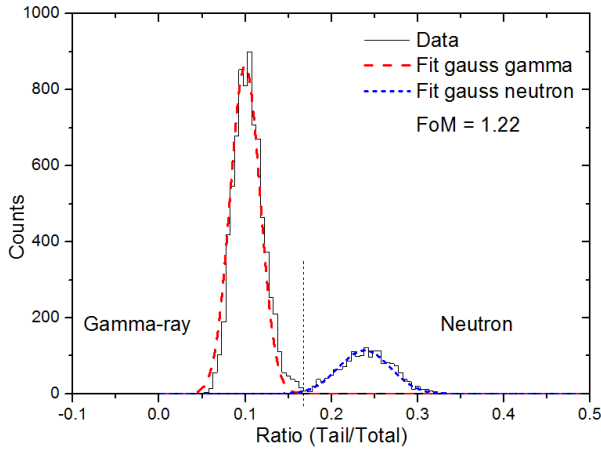 1000
800
600
400
200
0
Counts
Data
Fit gauss gamma
Fit gauss neutron
FoM = 1.22
Gamma-ray
Neutron
-0.1 0.0 0.1 0.2 0.3 0.4 0.5
Ratio (Tail/Total)